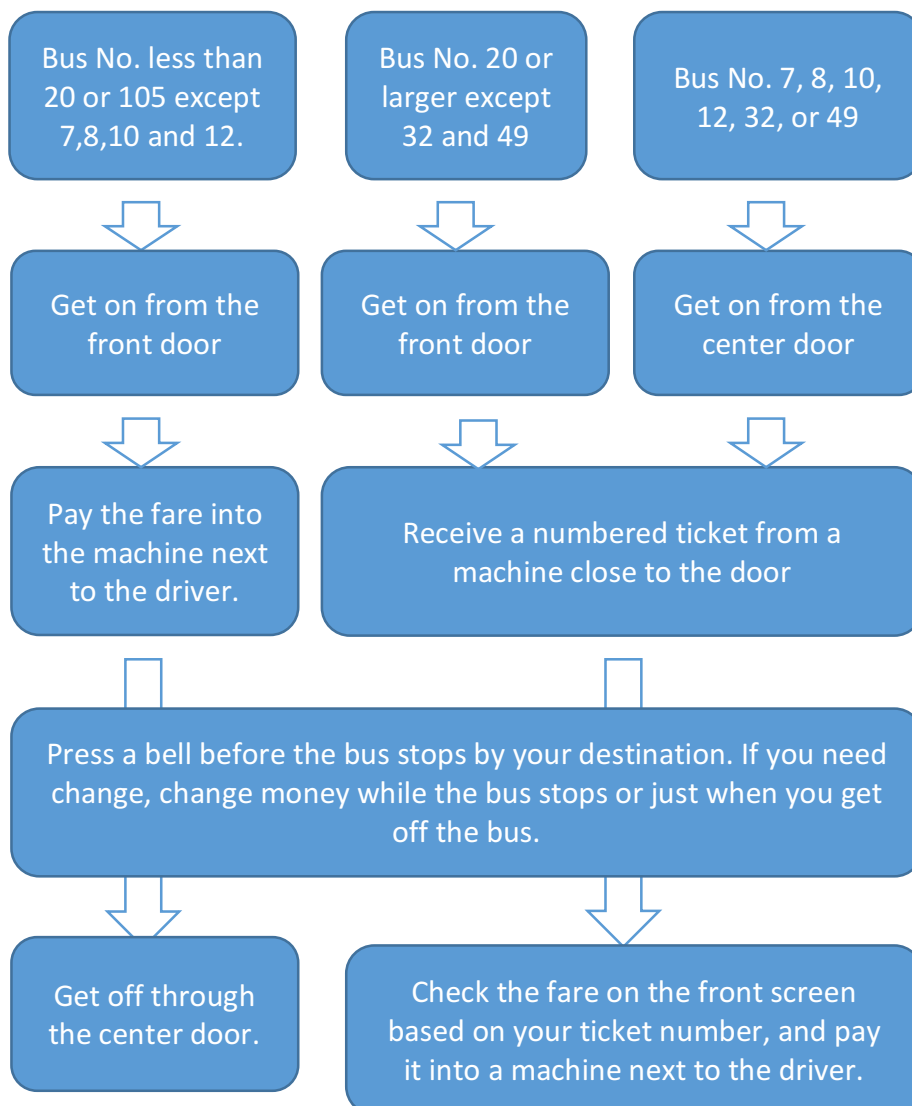 Bus No. less than
20 or 105 except
7,8,10 and 12.
Bus No. 20 or
larger except
32 and 49
Bus No. 7, 8, 10,
12, 32, or 49
Get on from the
front door
Get on from the
front door
Get on from the
center door
Pay the fare into
the machine next
to the driver.
Receive a numbered ticket from a
machine close to the door
Press a bell before the bus stops by your destination. If you need
change, change money while the bus stops or just when you get
off the bus.
Get off through
the center door.
Check the fare on the front screen
based on your ticket number, and pay
it into a machine next to the driver.